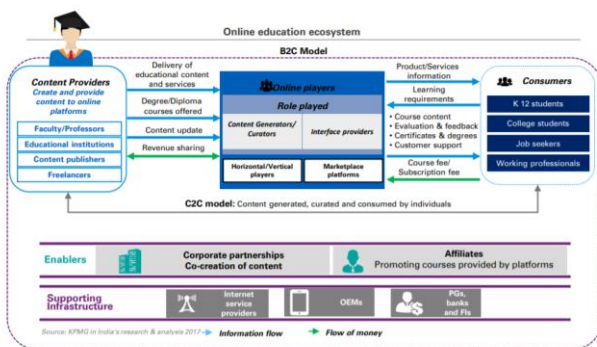 Online education ecosystem
B2C Model
Content Providers
Create and provide
content to online
platforms
Faculty/Professors
Educational institutions
Content publishers
Freelancers
Delivery of
educational content
and services
Degree/Diploma
courses offered
Content update
Revenue sharing
Online players
Role played
Content Generators/
Curators
Interface providers
Horizontal/Vertical
players
Marketplace
platforms
Product/Services
information
Learning
requirements
• Course content
• Evaluation & feedback
• Certificates & degrees
• Customer support
Course fee/
Subscription fee
Consumers
K 12 students
College students
Job seekers
Working professionals
C2C model: Content generated, curated and consumed by individuals
Enablers
Corporate partnerships
Co-creation of content
Affiliates
Promoting courses provided by platforms
Supporting
Infrastructure
Internet
service
providers
OEMs
PGs,
banks
and FIs
Source: KPMG in India's research & analysis 2017
Information flow
Flow of money